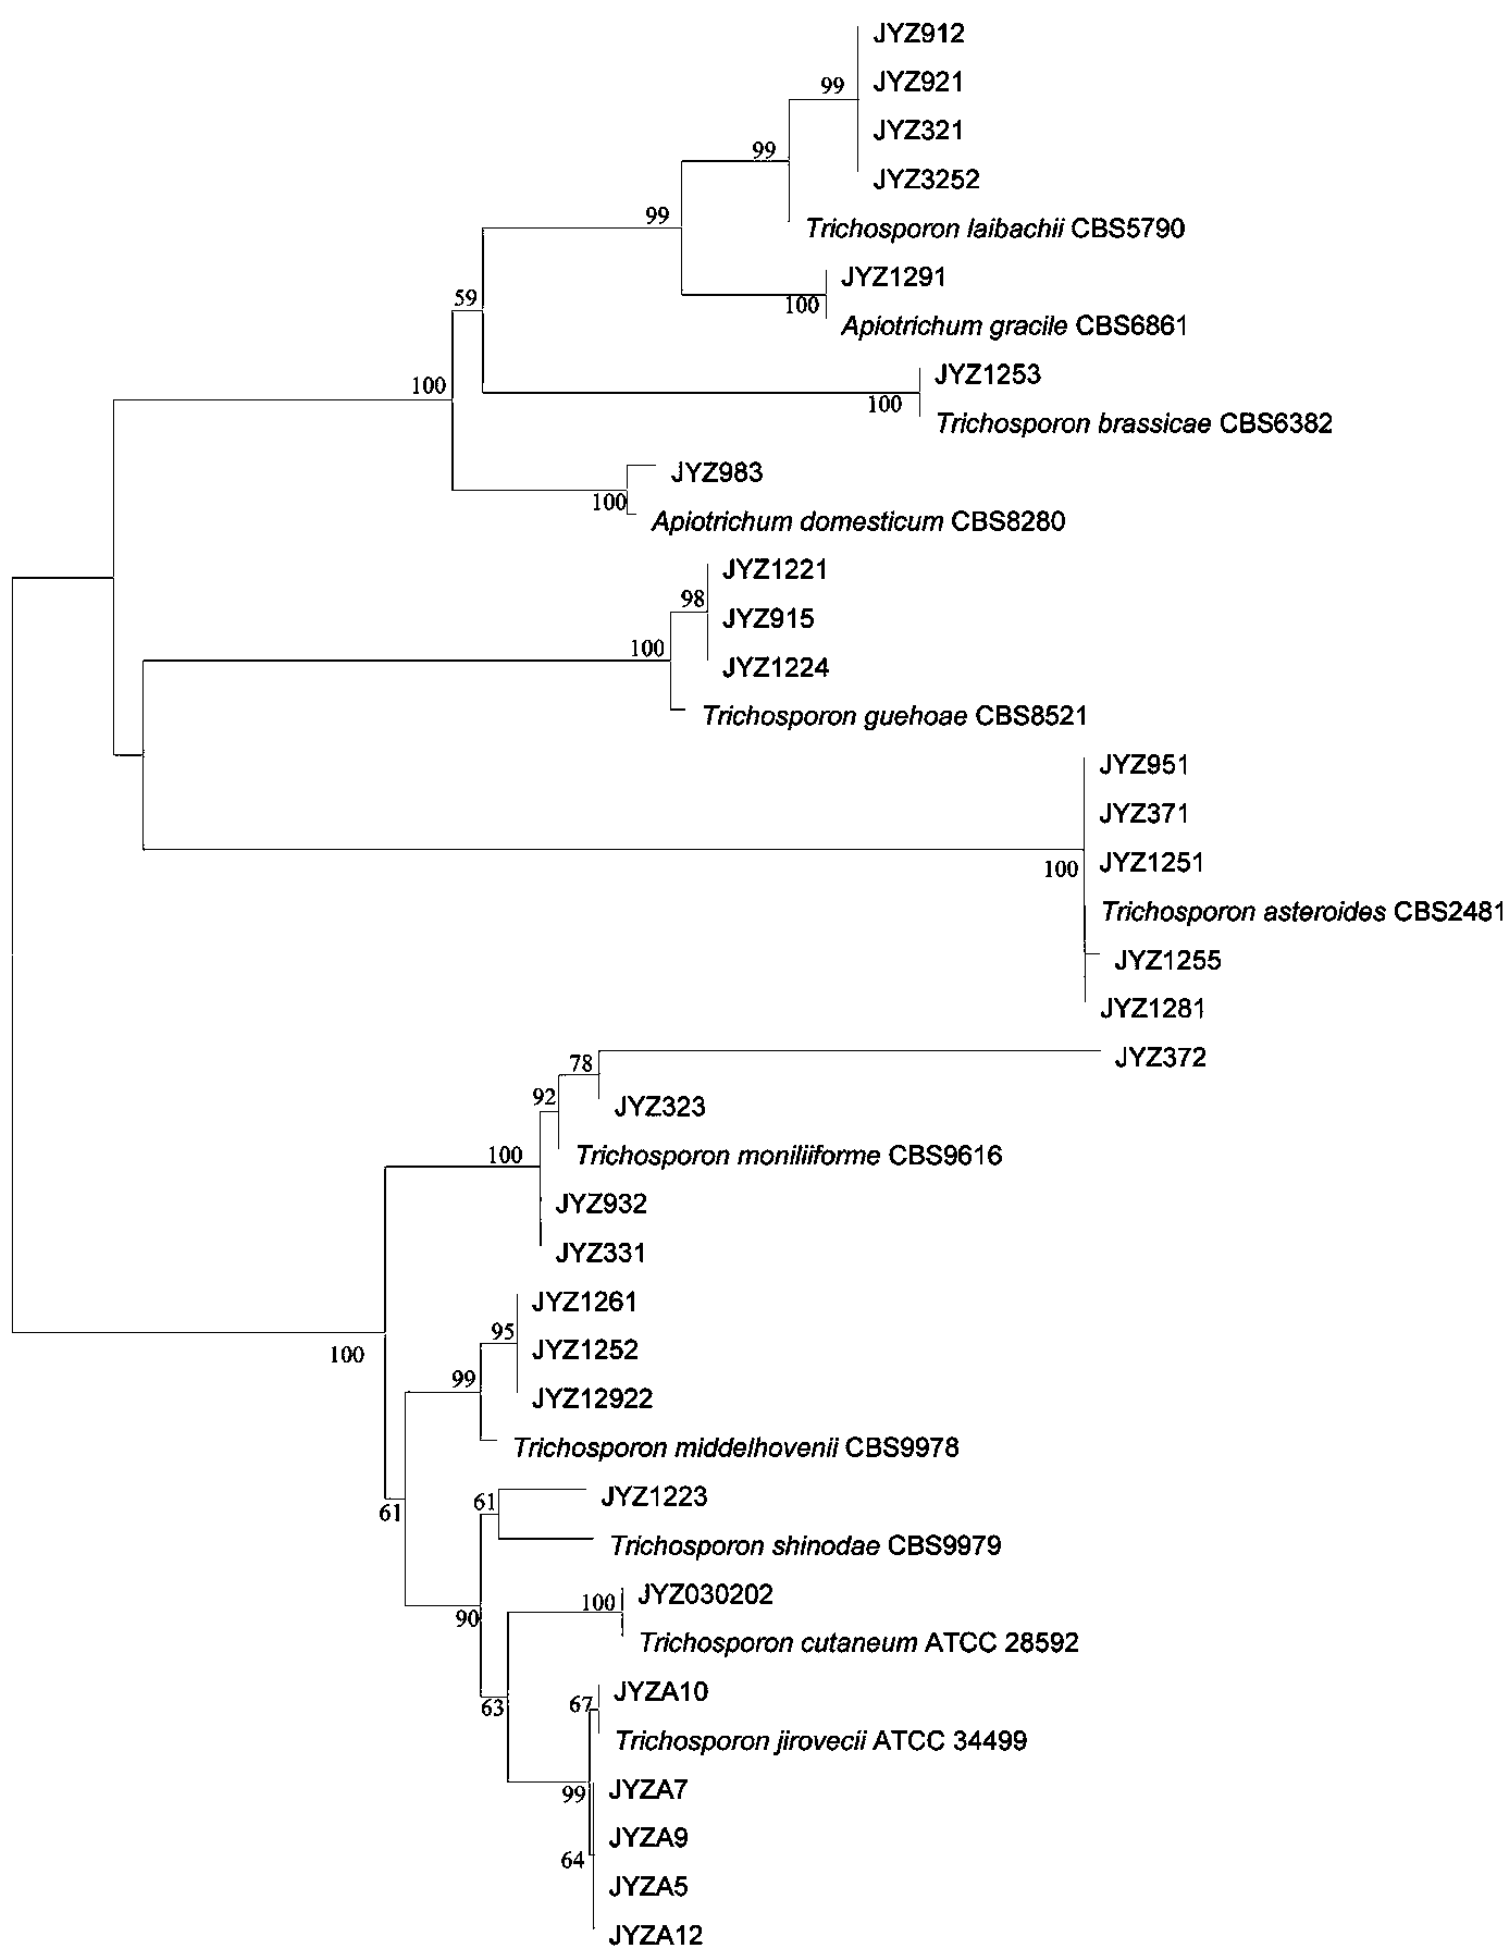 JYZ912
99
JYZ921
JYZ321
99
JYZ3252
99
Trichosporon laibachii CBS5790
JYZ1291
59
100
Apiotrichum gracile CBS6861
JYZ1253
100
100
Trichosporon brassicae CBS6382
JYZ983
100
Apiotrichum domesticum CBS8280
JYZ1221
98
JYZ915
100
JYZ1224
Trichosporon guehoae CBS8521
JYZ951
JYZ371
100
JYZ1251
Trichosporon asteroides CBS2481
JYZ1255
JYZ1281
78
JYZ372
92
JYZ323
100
Trichosporon moniliiforme CBS9616
JYZ932
JYZ331
JYZ1261
95
JYZ1252
100
99
JYZ12922
Trichosporon middelhovenii CBS9978
61
JYZ1223
61
Trichosporon shinodae CBS9979
100
JYZ030202
90
Trichosporon cutaneum ATCC 28592
JYZA10
67
63
Trichosporon jirovecii ATCC 34499
99
JYZA7
JYZA9
64
JYZA5
JYZA12